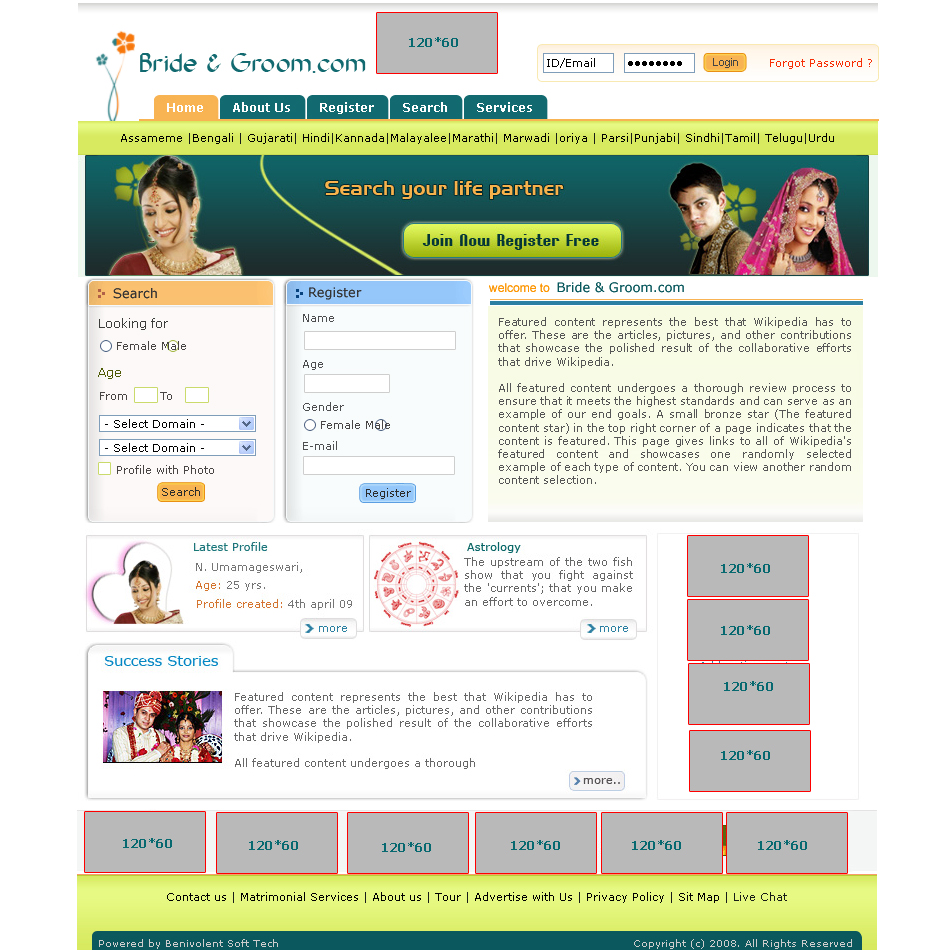 120*60
Bride & Groom.com
ID/Email
Login
Forgot Password ?
Home
About Us
Register
Search
Services
Assameme |Bengali | Gujarati| Hindi|Kannada|Malayalee|Marathi| Marwadi |oriya | Parsi|Punjabi| Sindhi|Tamil| Telugu|Urdu
Search your life partner
Join Now Register Free
Search
Looking for
Female Male
Age
From To
- Select Domain -
- Select Domain -
Profile with Photo
Search
Register
Name
Age
Gender
Female Male
E-mail
Register
welcome to Bride & Groom.com
Featured content represents the best that Wikipedia has to
offer. These are the articles, pictures, and other contributions
that showcase the polished result of the collaborative efforts
that drive Wikipedia.
All featured content undergoes a thorough review process to
ensure that it meets the highest standards and can serve as an
example of our end goals. A small bronze star (The featured
content star) in the top right corner of a page indicates that the
content is featured. This page gives links to all of Wikipedia's
featured content and showcases one randomly selected
example of each type of content. You can view another random
content selection.
Latest Profile
N. Umamageswari,
Age: 25 yrs.
Profile created: 4th april 09
more
Astrology
The upstream of the two fish
show that you fight against
the 'currents'; that you make
an effort to overcome.
more
120*60
120*60
120*60
120*60
Success Stories
Featured content represents the best that Wikipedia has to
offer. These are the articles, pictures, and other contributions
that showcase the polished result of the collaborative efforts
that drive Wikipedia.
All featured content undergoes a thorough
more..
120*60
120*60
120*60
120*60
120*60
120*60
Contact us | Matrimonial Services | About us | Tour | Advertise with Us | Privacy Policy | Sit Map | Live Chat
Powered by Benivolent Soft Tech
Copyright (c) 2008. All Rights Reserved